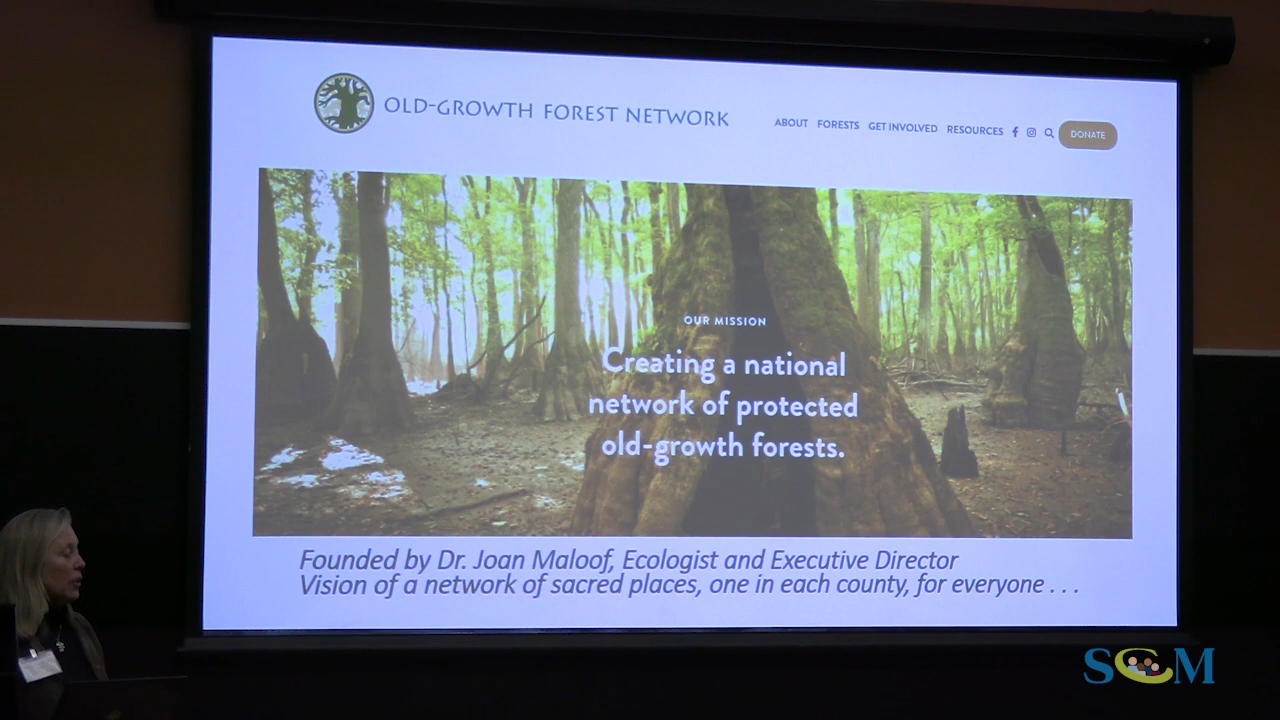 OLD-GROWTH FOREST NETWORK
ABOUT FORESTS GET INVOLVED RESOURCES DONATE
OUR MISSION
Creating a national
network of protected
old-growth forests.
Founded by Dr. Joan Maloof, Ecologist and Executive Director
Vision of a network of sacred places, one in each county, for everyone . . .
SCM